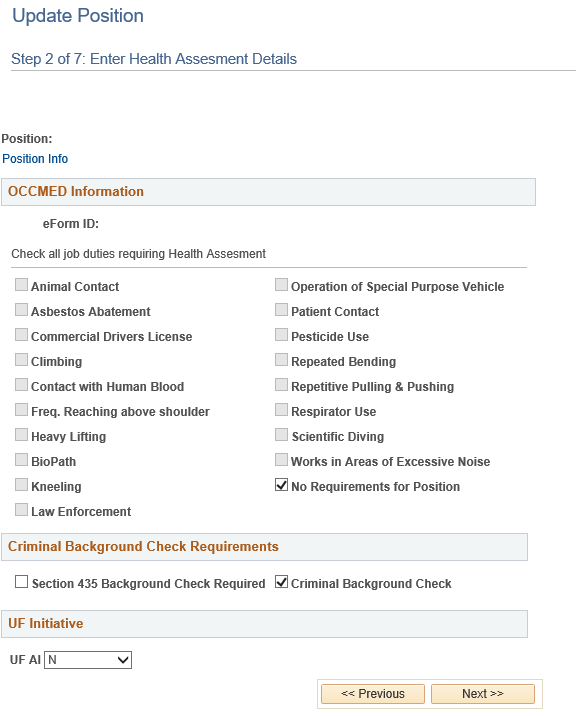 Update Position
Step 2 of 7: Enter Health Assesment Details
Position:
Position Info
OCCMED Information
eForm ID:
Check all job duties requiring Health Assesment
Animal Contact
Operation of Special Purpose Vehicle
Asbestos Abatement
Patient Contact
Commercial Drivers License
Pesticide Use
Climbing
Repeated Bending
Contact with Human Blood
Repetitive Pulling & Pushing
Freq. Reaching above shoulder
Respirator Use
Heavy Lifting
Scientific Diving
BioPath
Works in Areas of Excessive Noise
Kneeling
No Requirements for Position
Law Enforcement
Criminal Background Check Requirements
Section 435 Background Check Required
Criminal Background Check
UF Initiative
UF AI N
<< Previous
Next >>